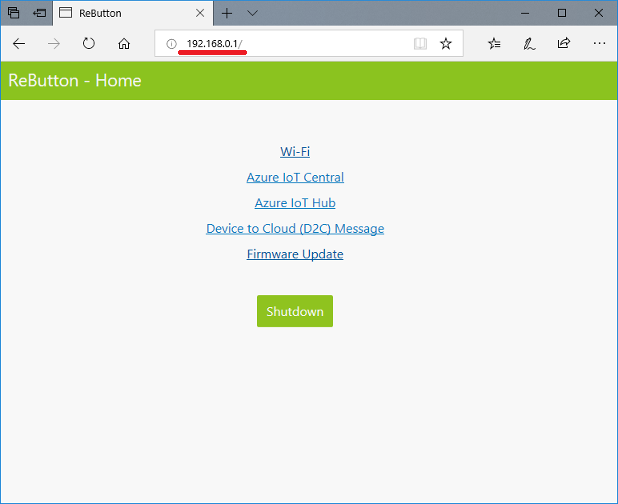 ReButton
192.168.0.1/
ReButton - Home
Wi-Fi
Azure IoT Central
Azure IoT Hub
Device to Cloud (D2C) Message
Firmware Update
Shutdown